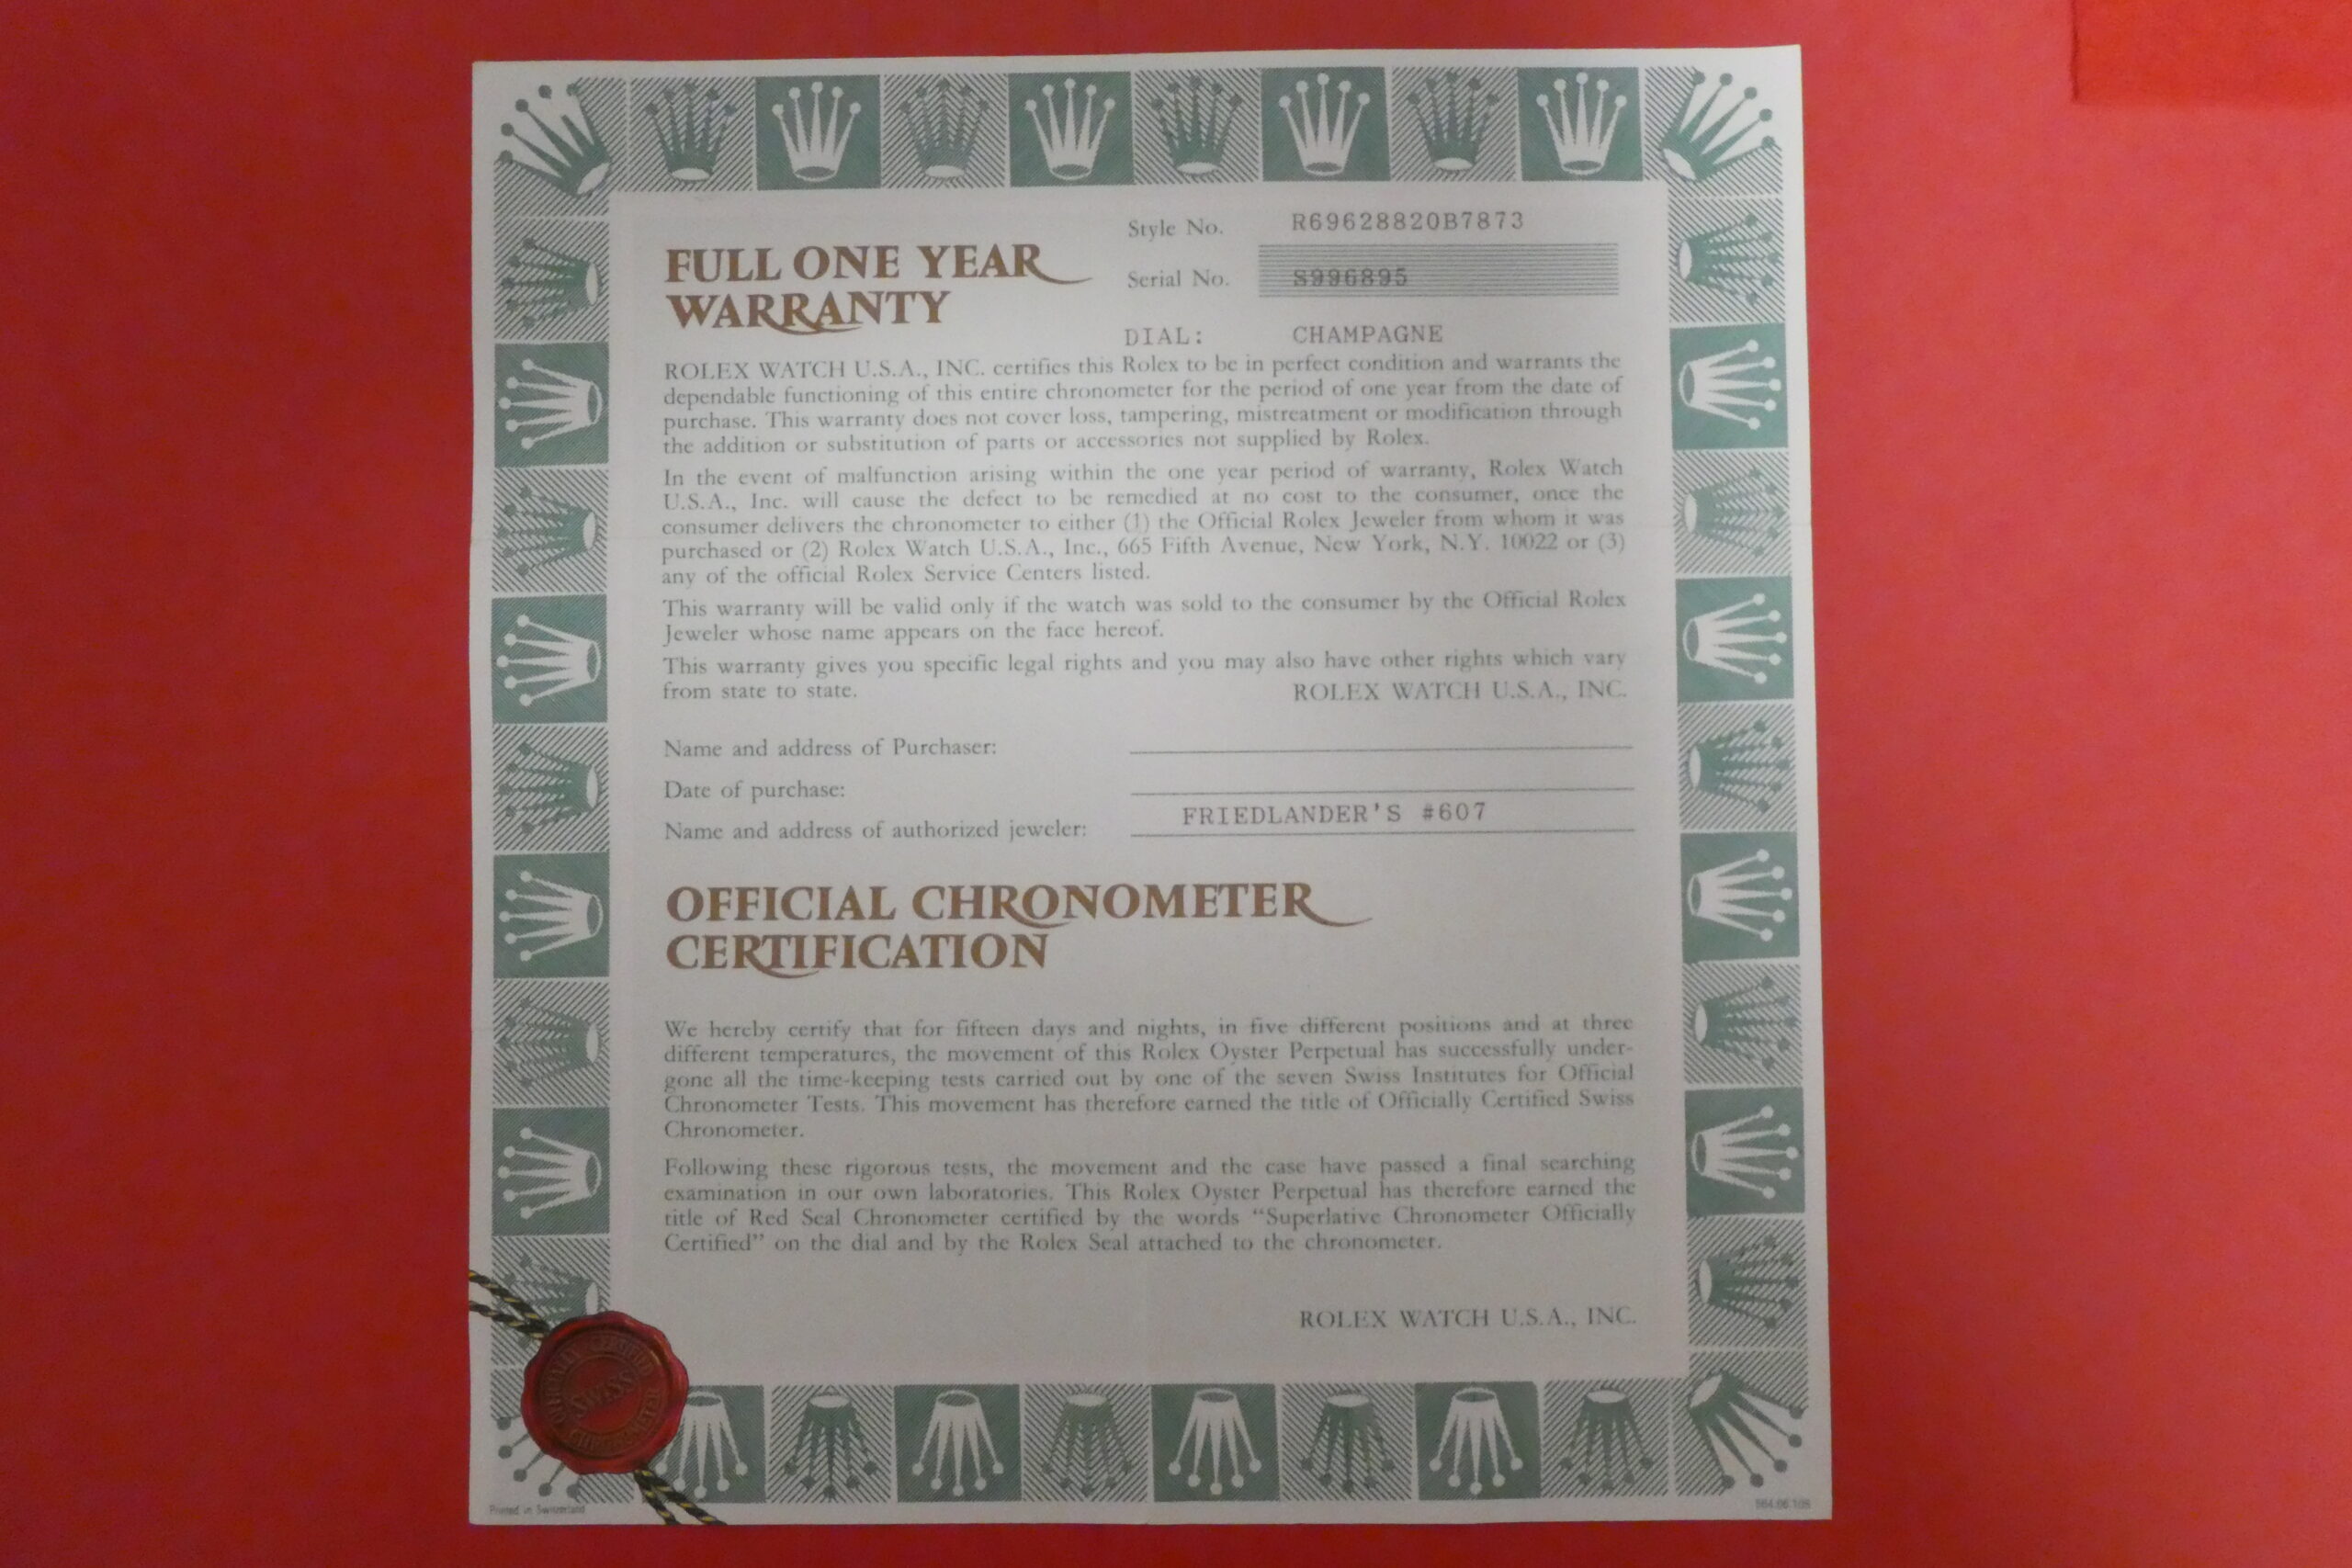 Style No. R69628820B7873
FULL ONE YEAR
WARRANTY
Serial No. S996895
DIAL: CHAMPAGNE
ROLEX WATCH U.S.A., INC. certifies this Rolex to be in perfect condition and warrants the
dependable functioning of this entire chronometer for the period of one year from the date of
purchase. This warranty does not cover loss, tampering, mistreatment or modification through
the addition or substitution of parts or accessories not supplied by Rolex.
In the event of malfunction arising within the one year period of warranty, Rolex Watch
U.S.A., Inc. will cause the defect to be remedied at no cost to the consumer, once the
consumer delivers the chronometer to either (1) the Official Rolex Jeweler from whom it was
purchased or (2) Rolex Watch U.S.A., Inc., 665 Fifth Avenue, New York, N.Y. 10022 or (3)
any of the official Rolex Service Centers listed.
This warranty will be valid only if the watch was sold to the consumer by the Official Rolex
Jeweler whose name appears on the face hereof.
This warranty gives you specific legal rights and you may also have other rights which vary
from state to state. ROLEX WATCH U.S.A., INC.
Name and address of Purchaser:
Date of purchase:
Name and address of authorized jeweler: FRIEDLANDER'S #607
OFFICIAL CHRONOMETER
CERTIFICATION
We hereby certify that for fifteen days and nights, in five different positions and at three
different temperatures, the movement of this Rolex Oyster Perpetual has successfully under-
gone all the time-keeping tests carried out by one of the seven Swiss Institutes for Official
Chronometer Tests. This movement has therefore earned the title of Officially Certified Swiss
Chronometer.
Following these rigorous tests, the movement and the case have passed a final searching
examination in our own laboratories. This Rolex Oyster Perpetual has therefore earned the
title of Red Seal Chronometer certified by the words “Superlative Chronometer Officially
Certified” on the dial and by the Rolex Seal attached to the chronometer.
ROLEX WATCH U.S.A., INC.
SWISS
Printed in Switzerland